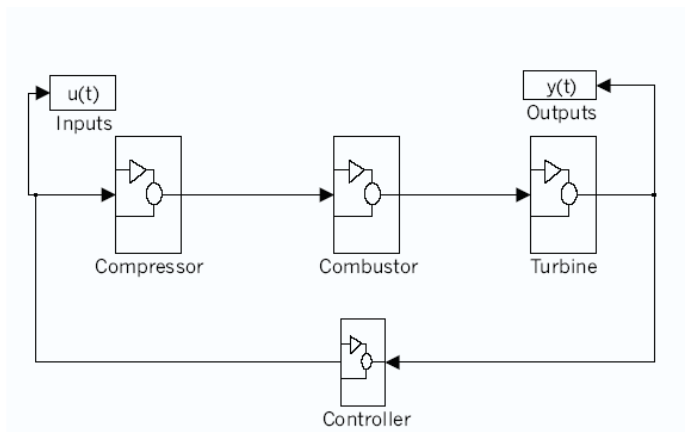 u(t)
Inputs
y(t)
Outputs
Compressor
Combustor
Turbine
Controller